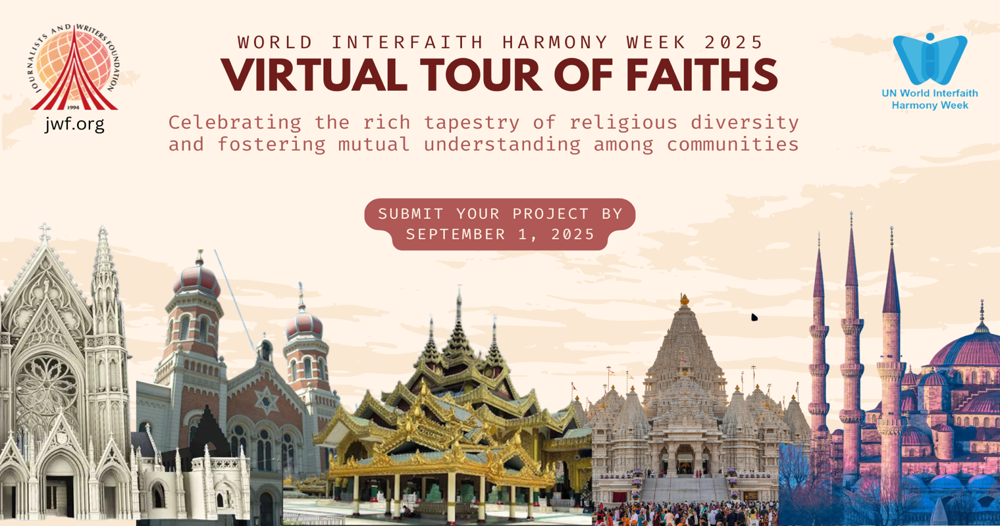 JOURNALISTS AND WRITERS FOUNDATION
1994
jwf.org
WORLD INTERFAITH HARMONY WEEK 2025
VIRTUAL TOUR OF FAITHS
Celebrating the rich tapestry of religious diversity
and fostering mutual understanding among communities
UN World Interfaith
Harmony Week
SUBMIT YOUR PROJECT BY
SEPTEMBER 1, 2025